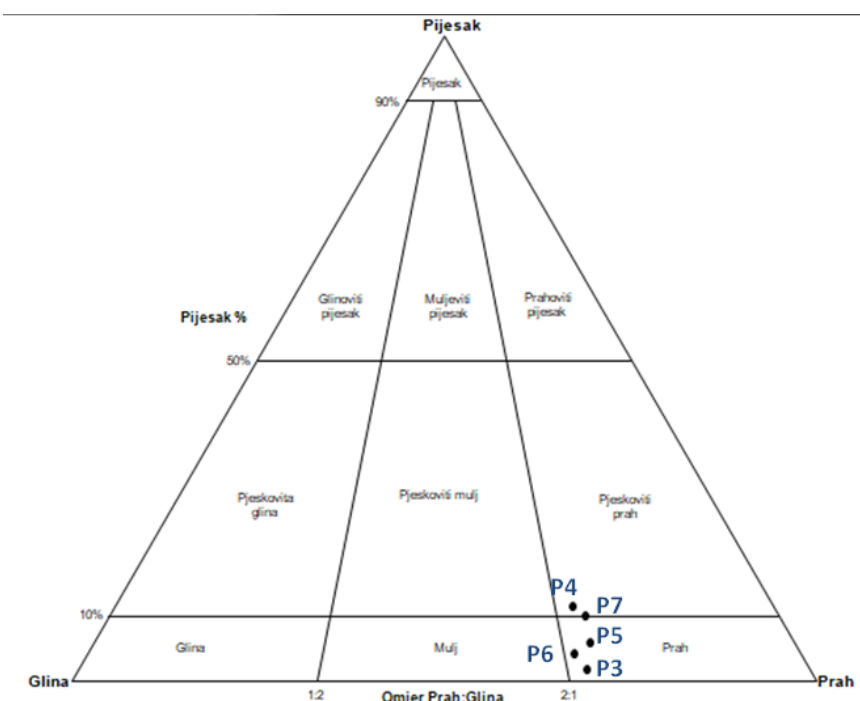 Pijesak
Pijesak
90%
Glinoviti
pijesak
Muljeviti
pijesak
Prahoviti
pijesak
Pijesak %
50%
Pjeskovita
glina
Pjeskoviti mulj
Pjeskoviti
prah
P4
P7
10%
P5
Glina
Mulj
P6
Prah
P3
Glina
Prah
1:2
Omjer Prah:Glina
2:1